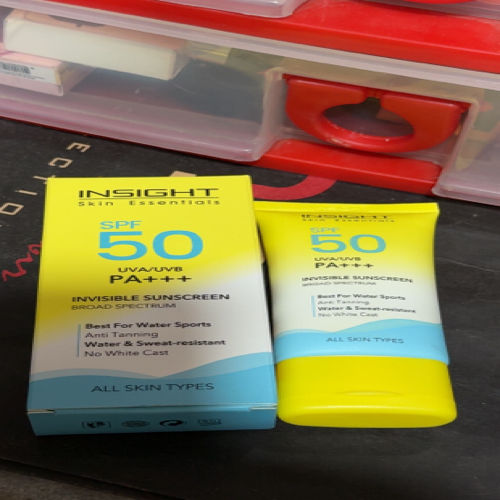 INSIGHT
Skin Essentials
SPF
50
UVA/UVB
PA+++
INVISIBLE SUNSCREEN
BROAD SPECTRUM
Best For Water Sports
Anti Tanning
Water & Sweat-resistant
No White Cast
ALL SKIN TYPES
INSIGHT
Skin Essentials
SPF
50
UVA/UVB
PA+++
INVISIBLE SUNSCREEN
BROAD SPECTRUM
Best For Water Sports
Anti Tanning
Water & Sweat-resistant
No White Cast
ALL SKIN TYPES